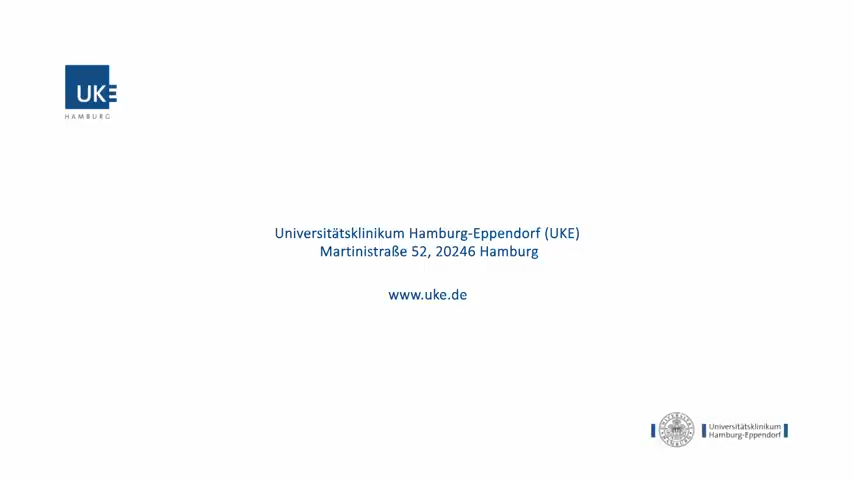 UKE
HAMBURG
Universitätsklinikum Hamburg-Eppendorf (UKE)
Martinistraße 52, 20246 Hamburg
www.uke.de
Universitätsklinikum
Hamburg-Eppendorf